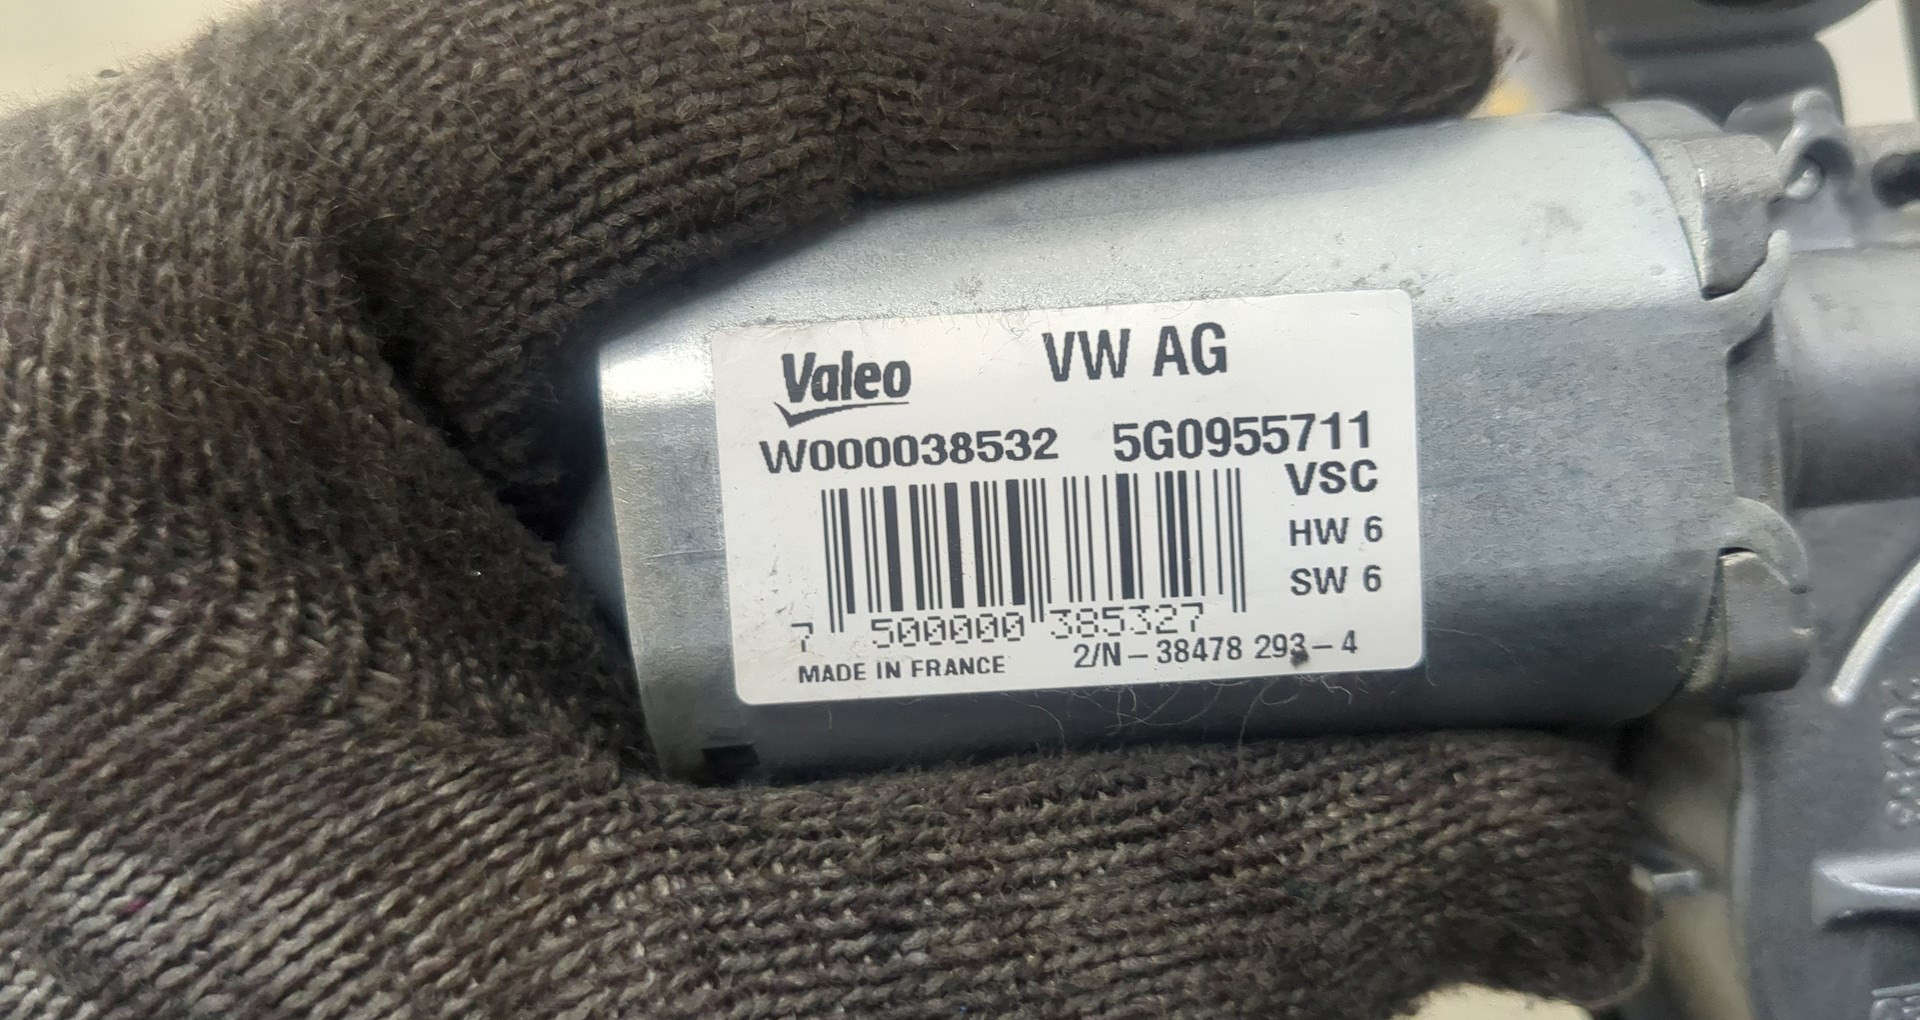 Valeo VW AG
W000038532 5G0955711
VSC
HW 6
SW 6
7 500000 385327
MADE IN FRANCE 2/N-38478 293-4